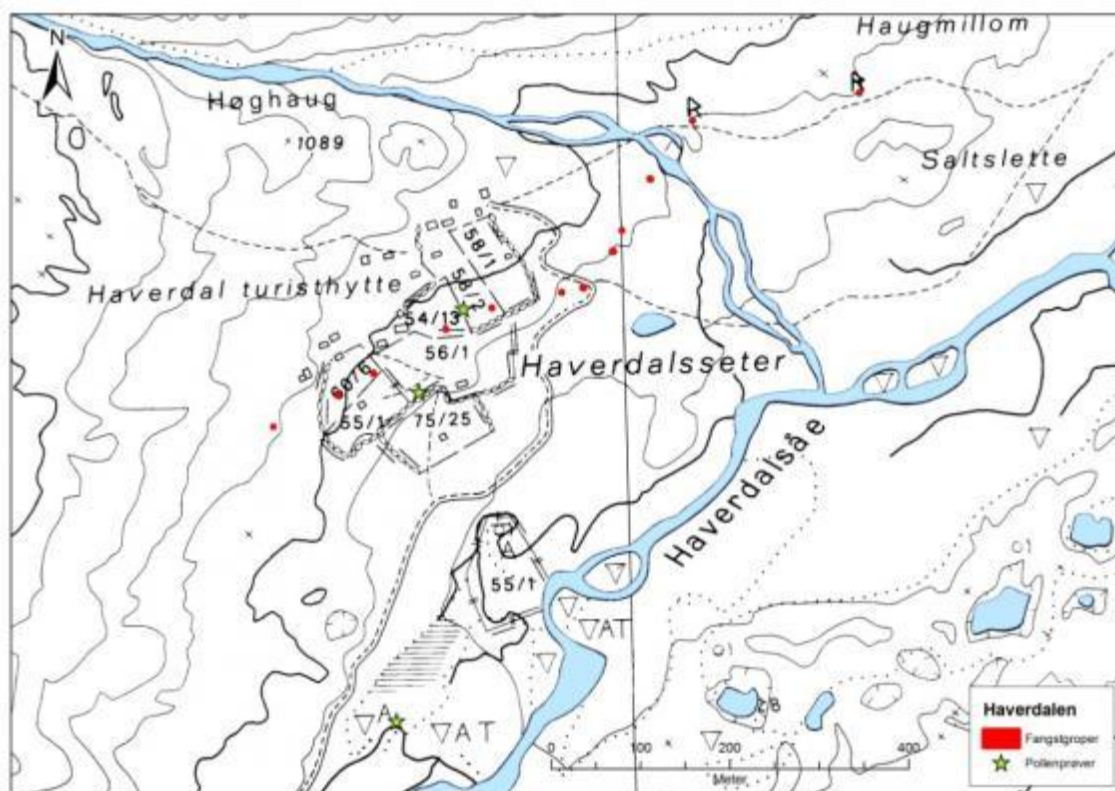 Haugmillom
N
Høghaug
1089
Saltslette
58/1
58/2
Haverdal turisthytte
54/13
56/1
Haverdalsseter
60/6
55/1
75/25
Haverdalsåe
55/1
AT
A
AT
Haverdalen
Fangstgroper
Pollenprøver
0 100 200 400
Meter